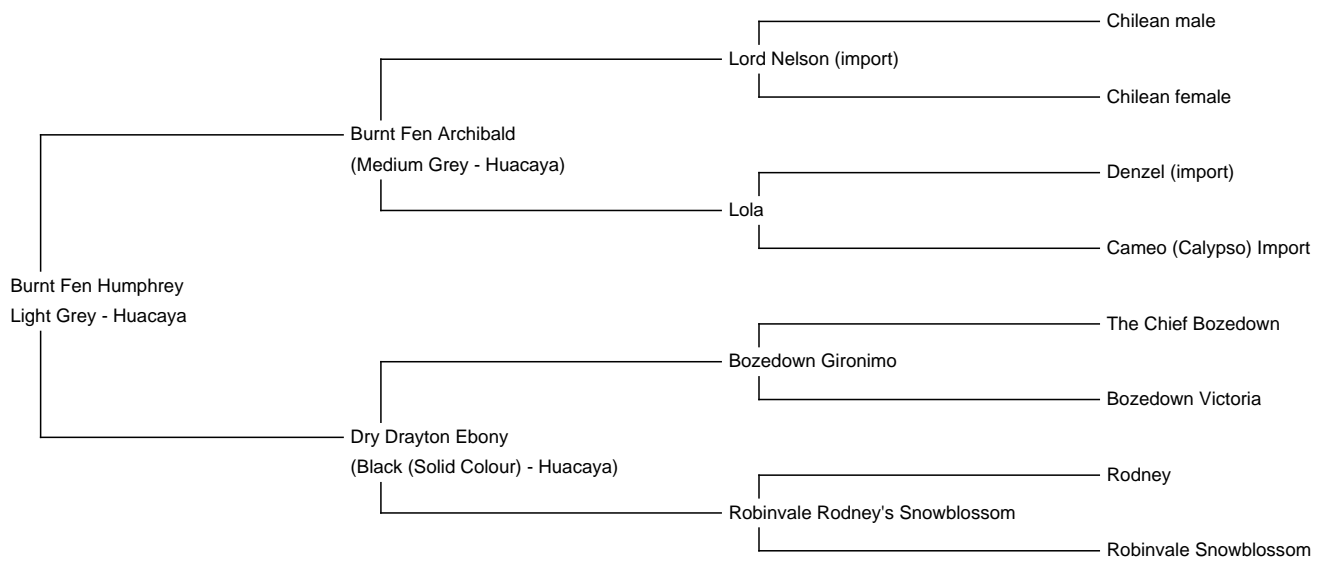 Chilean male
Lord Nelson (import)
Chilean female
Burnt Fen Archibald
(Medium Grey - Huacaya)
Denzel (import)
Lola
Cameo (Calypso) Import
Burnt Fen Humphrey
Light Grey - Huacaya
The Chief Bozedown
Bozedown Gironimo
Bozedown Victoria
Dry Drayton Ebony
(Black (Solid Colour) - Huacaya)
Rodney
Robinvale Rodney's Snowblossom
Robinvale Snowblossom